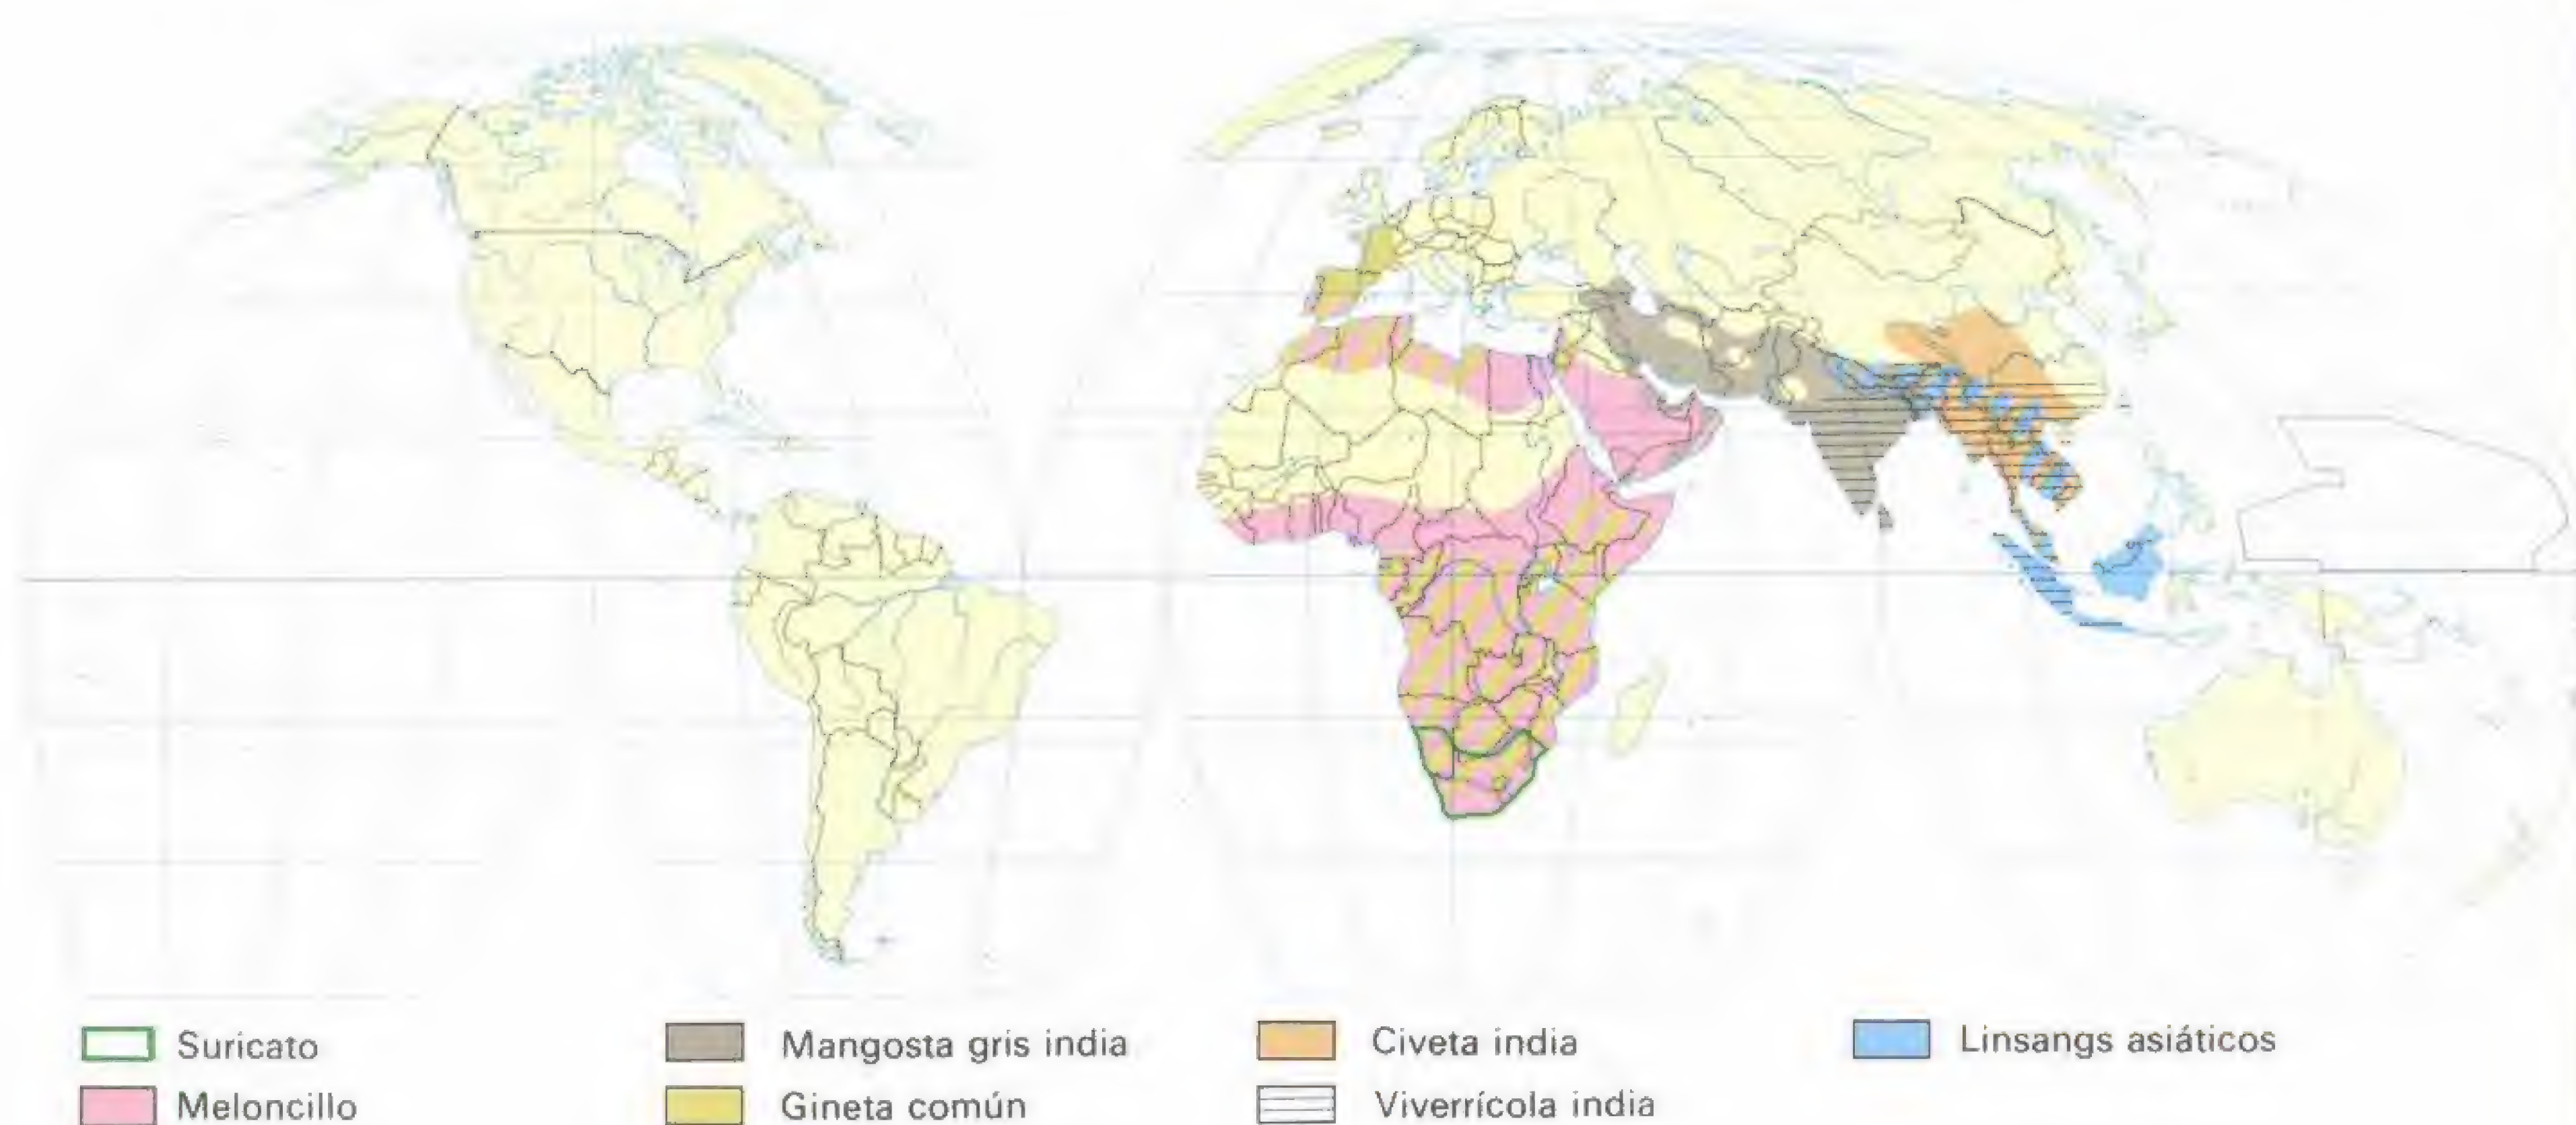 Suricato
Meloncillo
Mangosta gris india
Gineta común
Civeta india
Viverrícola india
Linsangs asiáticos